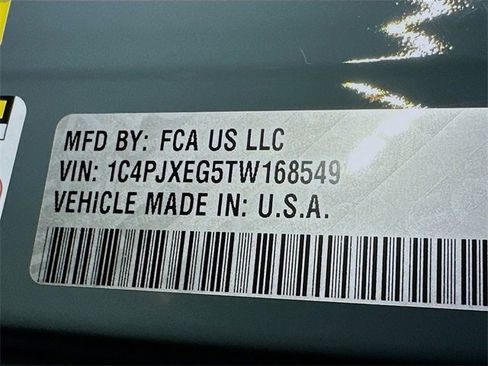 MFD BY: FCA US LLC
VIN: 1C4PJXEG5TW168549
VEHICLE MADE IN: U.S.A.